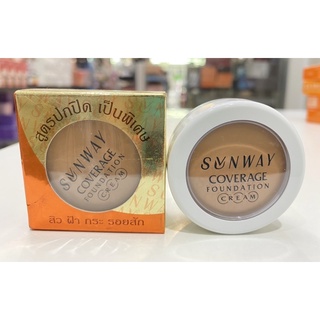 สูตรปกปิด เป็นพิเศษ
SUNWAY
COVERAGE
FOUNDATION
CREAM
สิว ฝ้า กระ รอยสัก
SUNWAY
COVERAGE
FOUNDATION
CREAM